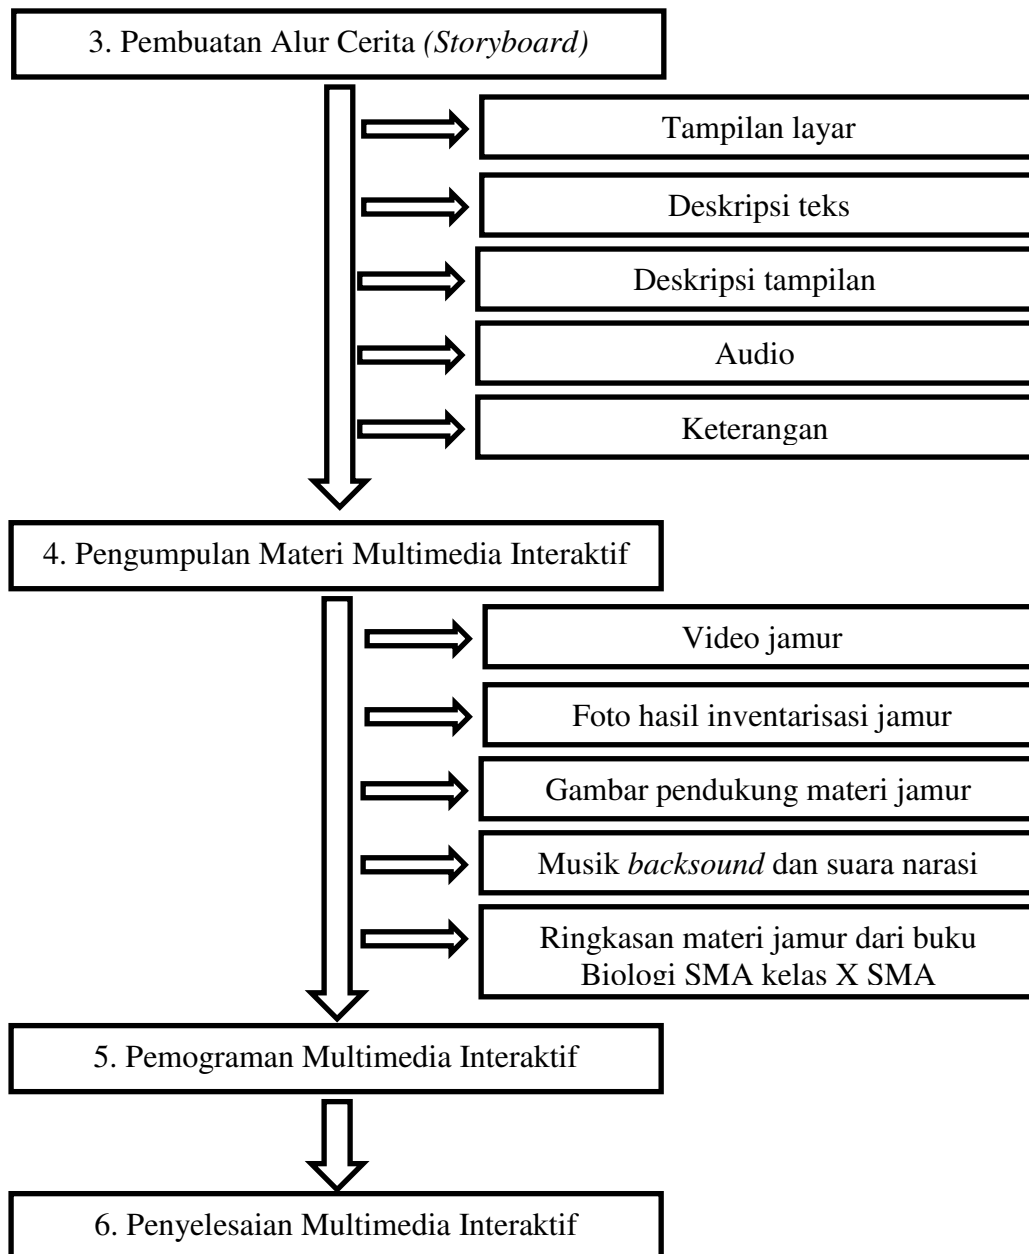 3. Pembuatan Alur Cerita (Storyboard)
Tampilan layar
Deskripsi teks
Deskripsi tampilan
Audio
Keterangan
4. Pengumpulan Materi Multimedia Interaktif
Video jamur
Foto hasil inventarisasi jamur
Gambar pendukung materi jamur
Musik backsound dan suara narasi
Ringkasan materi jamur dari buku
Biologi SMA kelas X SMA
5. Pemograman Multimedia Interaktif
6. Penyelesaian Multimedia Interaktif